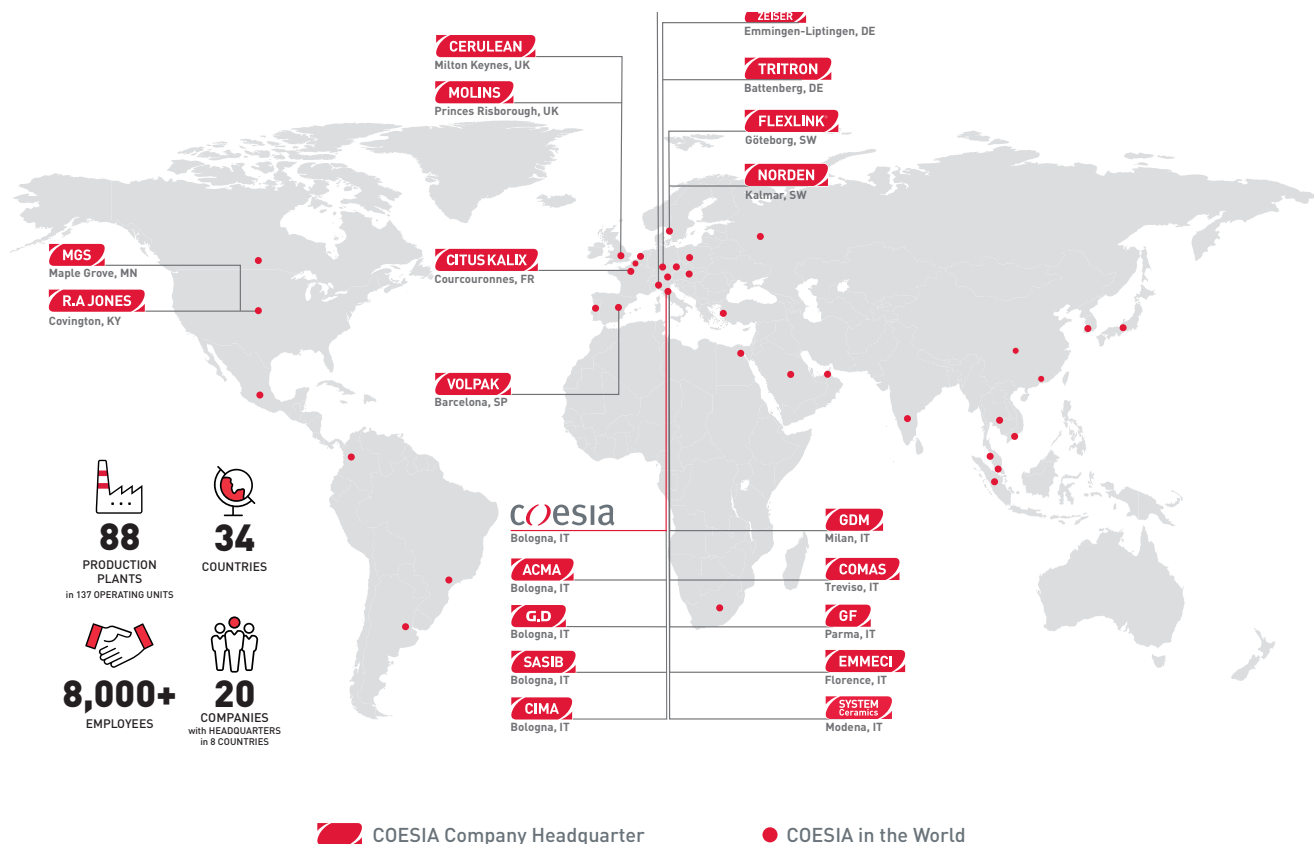 ZEISER
Emmingen-Liptingen, DE
CERULEAN
Milton Keynes, UK
TRITRON
Battenberg, DE
MOLINS
Princes Risborough, UK
FLEXLINK®
Göteborg, SW
NORDEN
Kalmar, SW
MGS
Maple Grove, MN
R.A JONES
Covington, KY
CITUS KALIX
Courcouronnes, FR
VOLPAK
Barcelona, SP
88
PRODUCTION
PLANTS
in 137 OPERATING UNITS
34
COUNTRIES
8,000+
EMPLOYEES
20
COMPANIES
with HEADQUARTERS
in 8 COUNTRIES
coesia
Bologna, IT
ACMA
Bologna, IT
G.D
Bologna, IT
SASIB
Bologna, IT
CIMA
Bologna, IT
GDM
Milan, IT
COMAS
Treviso, IT
GF
Parma, IT
EMMECI
Florence, IT
SYSTEM
Ceramics
Modena, IT
COESIA Company Headquarter
COESIA in the World